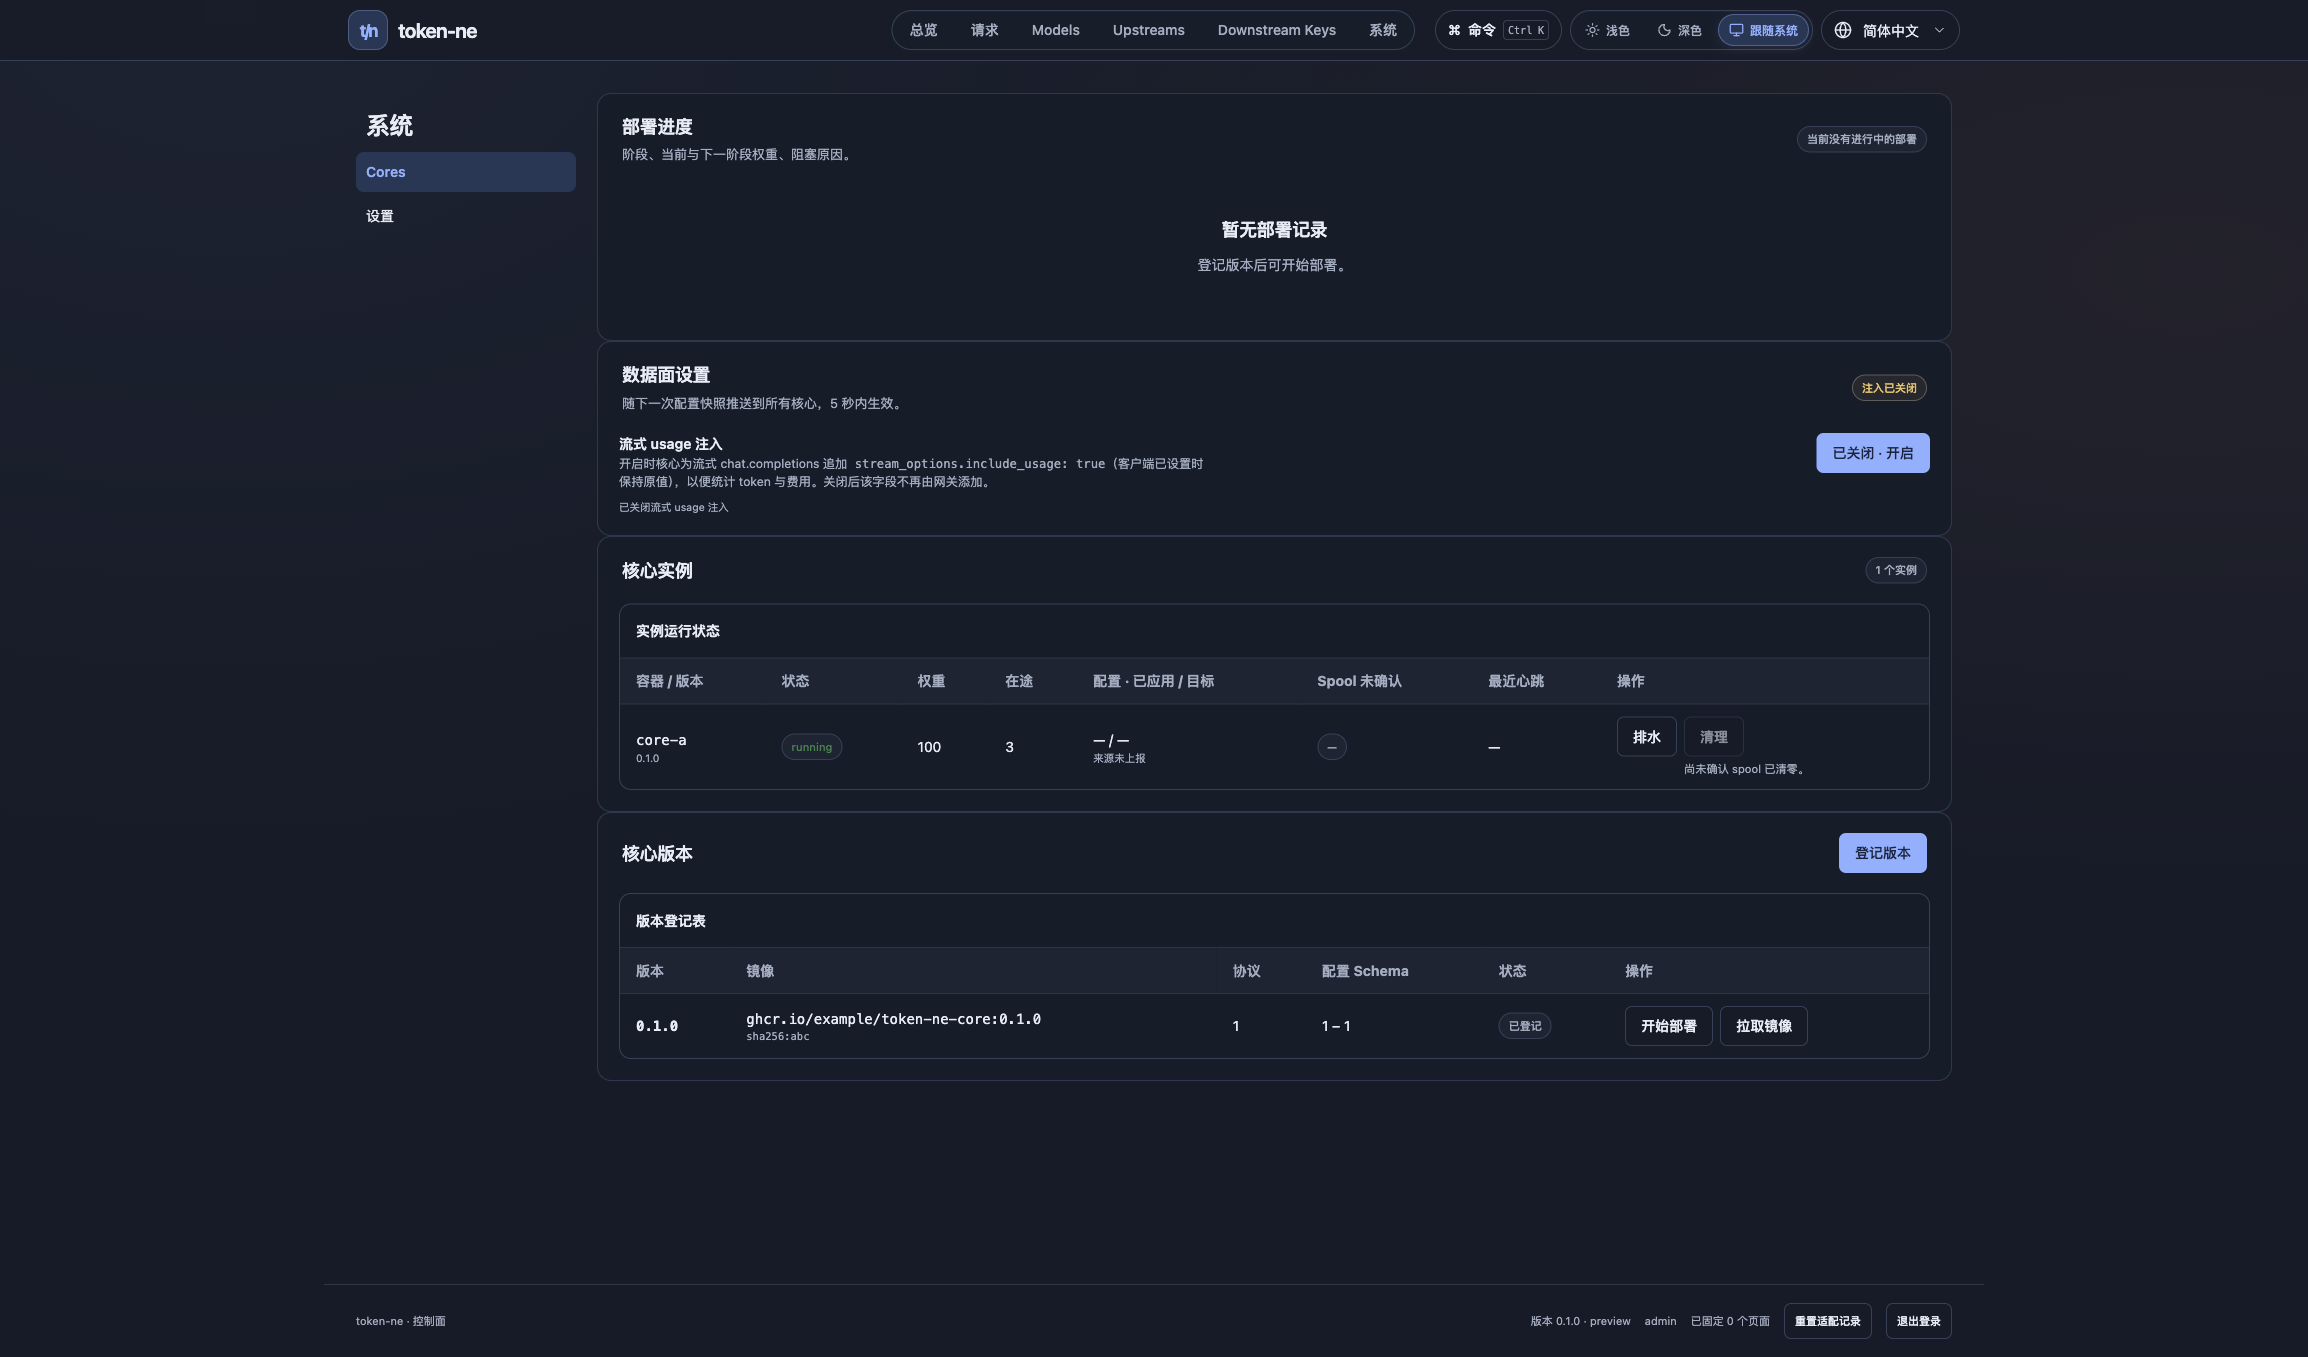 t/n token-ne
总览 请求 Models Upstreams Downstream Keys 系统
⌘ 命令 Ctrl K
浅色 深色 跟随系统
简体中文
系统
Cores
设置
部署进度
阶段、当前与下一阶段权重、阻塞原因。
当前没有进行中的部署
暂无部署记录
登记版本后可开始部署。
数据面设置
随下一次配置快照推送到所有核心，5 秒内生效。
注入已关闭
流式 usage 注入
开启时核心为流式 chat.completions 追加 stream_options.include_usage: true（客户端已设置时
保持原值），以便统计 token 与费用。关闭后该字段不再由网关添加。
已关闭流式 usage 注入
已关闭 · 开启
核心实例
1 个实例
实例运行状态
容器 / 版本 状态 权重 在途 配置 · 已应用 / 目标 Spool 未确认 最近心跳 操作
core-a running 100 3 — / — — — 排水 清理
0.1.0 来源未上报 尚未确认 spool 已清零。
核心版本
登记版本
版本登记表
版本 镜像 协议 配置 Schema 状态 操作
0.1.0 ghcr.io/example/token-ne-core:0.1.0 1 1 – 1 已登记 开始部署 拉取镜像
sha256:abc
token-ne · 控制面
版本 0.1.0 · preview admin 已固定 0 个页面 重置适配记录 退出登录